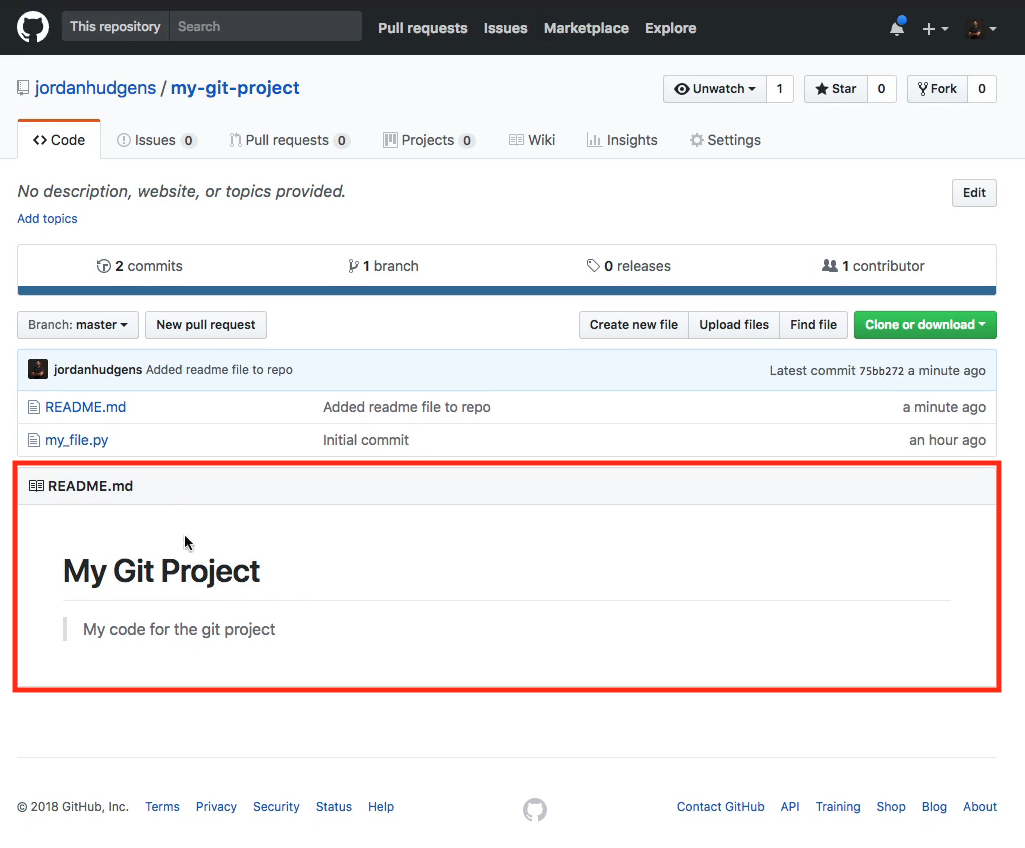 This repository Search Pull requests Issues Marketplace Explore
jordanhudgens / my-git-project Unwatch 1 Star 0 Fork 0
Code Issues 0 Pull requests 0 Projects 0 Wiki Insights Settings
No description, website, or topics provided. Edit
Add topics
2 commits 1 branch 0 releases 1 contributor
Branch: master New pull request Create new file Upload files Find file Clone or download
jordanhudgens Added readme file to repo Latest commit 75bb272 a minute ago
README.md Added readme file to repo a minute ago
my_file.py Initial commit an hour ago
README.md
My Git Project
My code for the git project
© 2018 GitHub, Inc. Terms Privacy Security Status Help Contact GitHub API Training Shop Blog About